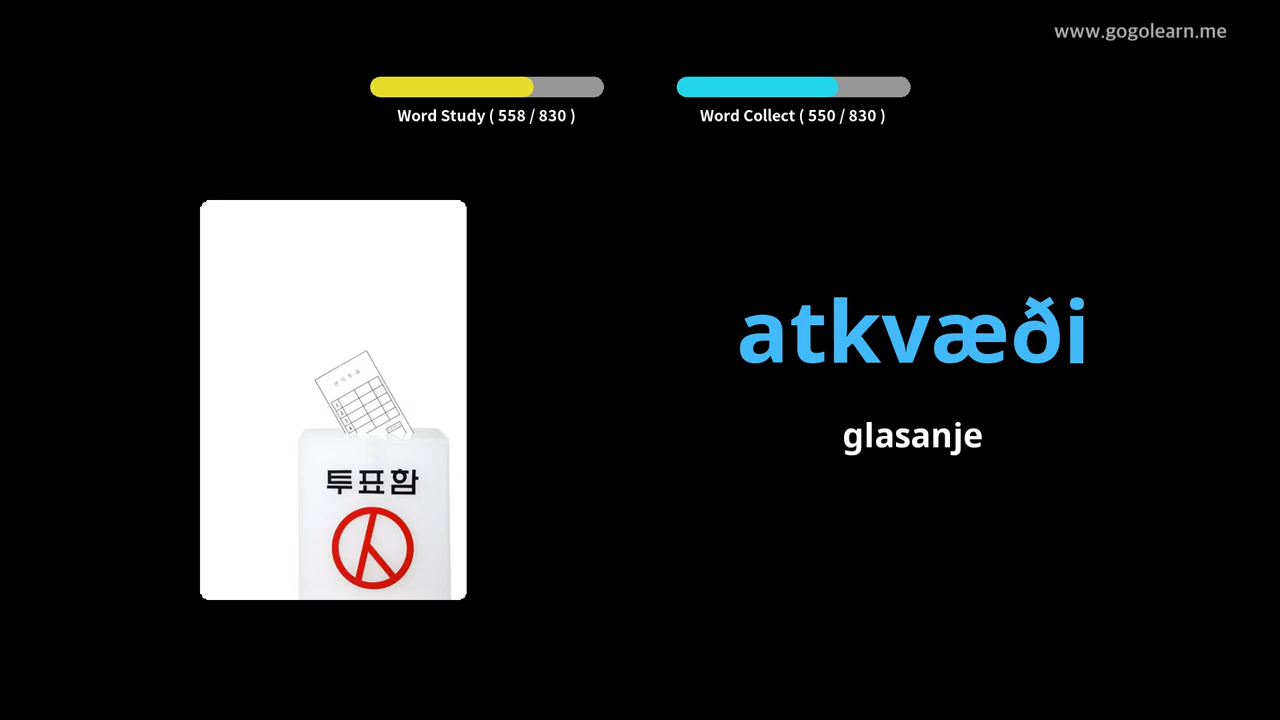 www.gogolearn.me
Word Study ( 558 / 830 )
Word Collect ( 550 / 830 )
atkvæði
glasanje
투표함